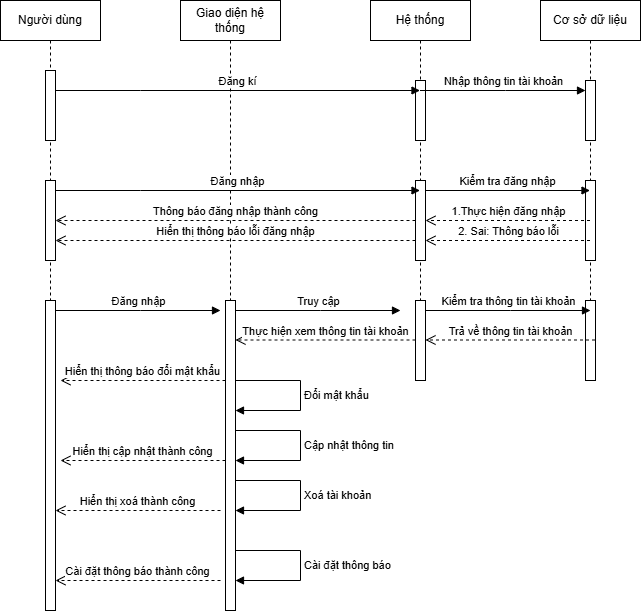 Người dùng
Giao diện hệ
thống
Hệ thống
Cơ sở dữ liệu
Đăng kí
Nhập thông tin tài khoản
Đăng nhập
Kiểm tra đăng nhập
Thông báo đăng nhập thành công
1.Thực hiện đăng nhập
Hiển thị thông báo lỗi đăng nhập
2. Sai: Thông báo lỗi
Đăng nhập
Truy cập
Kiểm tra thông tin tài khoản
Thực hiện xem thông tin tài khoản
Trả về thông tin tài khoản
Hiển thị thông báo đổi mật khẩu
Đổi mật khẩu
Hiển thị cập nhật thành công
Cập nhật thông tin
Hiển thị xoá thành công
Xoá tài khoản
Cài đặt thông báo thành công
Cài đặt thông báo